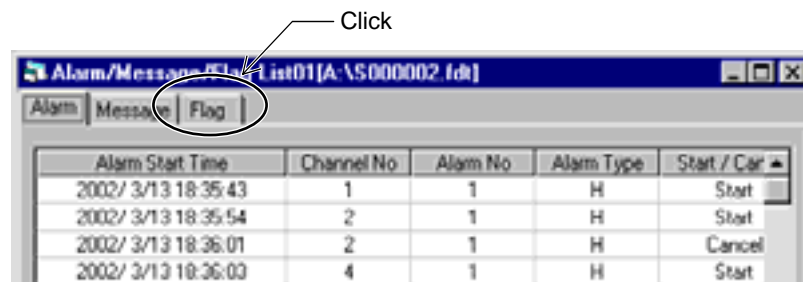 Click
Alarm/Message/Flag List01[A:\S000002.fdt]
Alarm Message Flag
Alarm Start Time Channel No Alarm No Alarm Type Start / Can
2002/ 3/13 18:35:43 1 1 H Start
2002/ 3/13 18:35:54 2 1 H Start
2002/ 3/13 18:36:01 2 1 H Cancel
2002/ 3/13 18:36:03 4 1 H Start